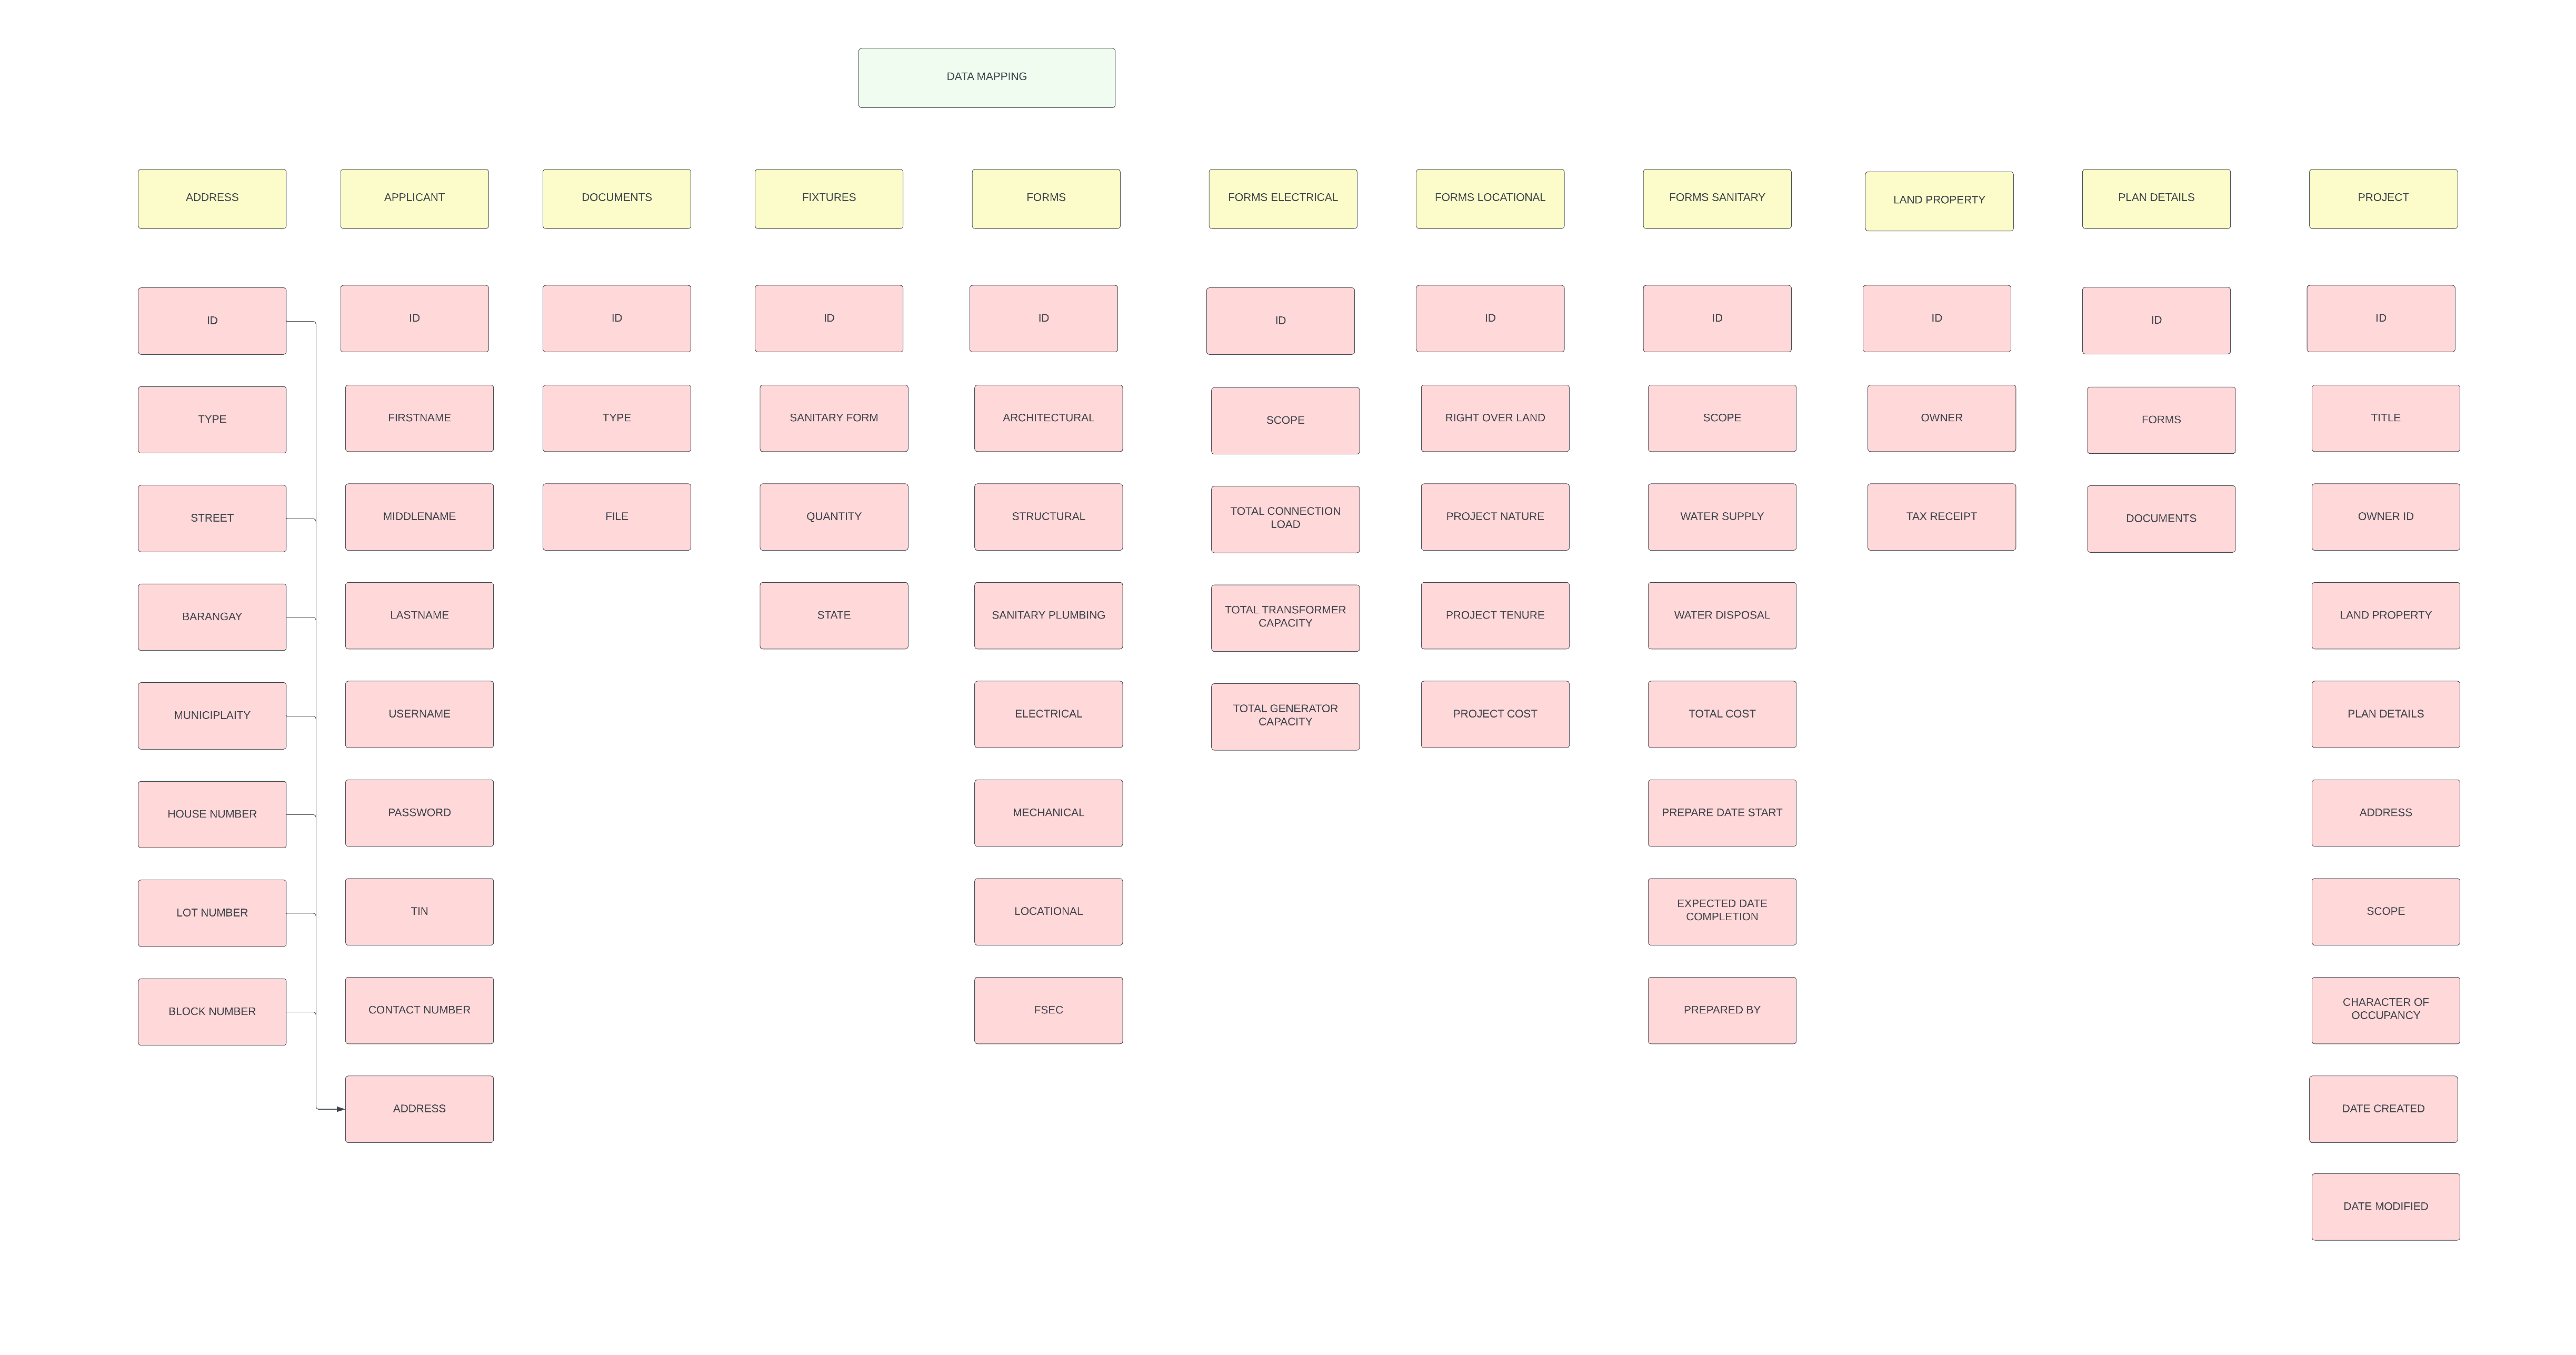 DATA MAPPING
ADDRESS
APPLICANT
DOCUMENTS
FIXTURES
FORMS
FORMS ELECTRICAL
FORMS LOCATIONAL
FORMS SANITARY
LAND PROPERTY
PLAN DETAILS
PROJECT
ID
ID
ID
ID
ID
ID
ID
ID
ID
ID
ID
TYPE
FIRSTNAME
TYPE
SANITARY FORM
ARCHITECTURAL
SCOPE
RIGHT OVER LAND
SCOPE
OWNER
FORMS
TITLE
STREET
MIDDLENAME
FILE
QUANTITY
STRUCTURAL
TOTAL CONNECTION
LOAD
PROJECT NATURE
WATER SUPPLY
TAX RECEIPT
DOCUMENTS
OWNER ID
BARANGAY
LASTNAME
STATE
SANITARY PLUMBING
TOTAL TRANSFORMER
CAPACITY
PROJECT TENURE
WATER DISPOSAL
LAND PROPERTY
MUNICIPLAITY
USERNAME
ELECTRICAL
TOTAL GENERATOR
CAPACITY
PROJECT COST
TOTAL COST
PLAN DETAILS
HOUSE NUMBER
PASSWORD
MECHANICAL
PREPARE DATE START
ADDRESS
LOT NUMBER
TIN
LOCATIONAL
EXPECTED DATE
COMPLETION
SCOPE
BLOCK NUMBER
CONTACT NUMBER
FSEC
PREPARED BY
CHARACTER OF
OCCUPANCY
ADDRESS
DATE CREATED
DATE MODIFIED